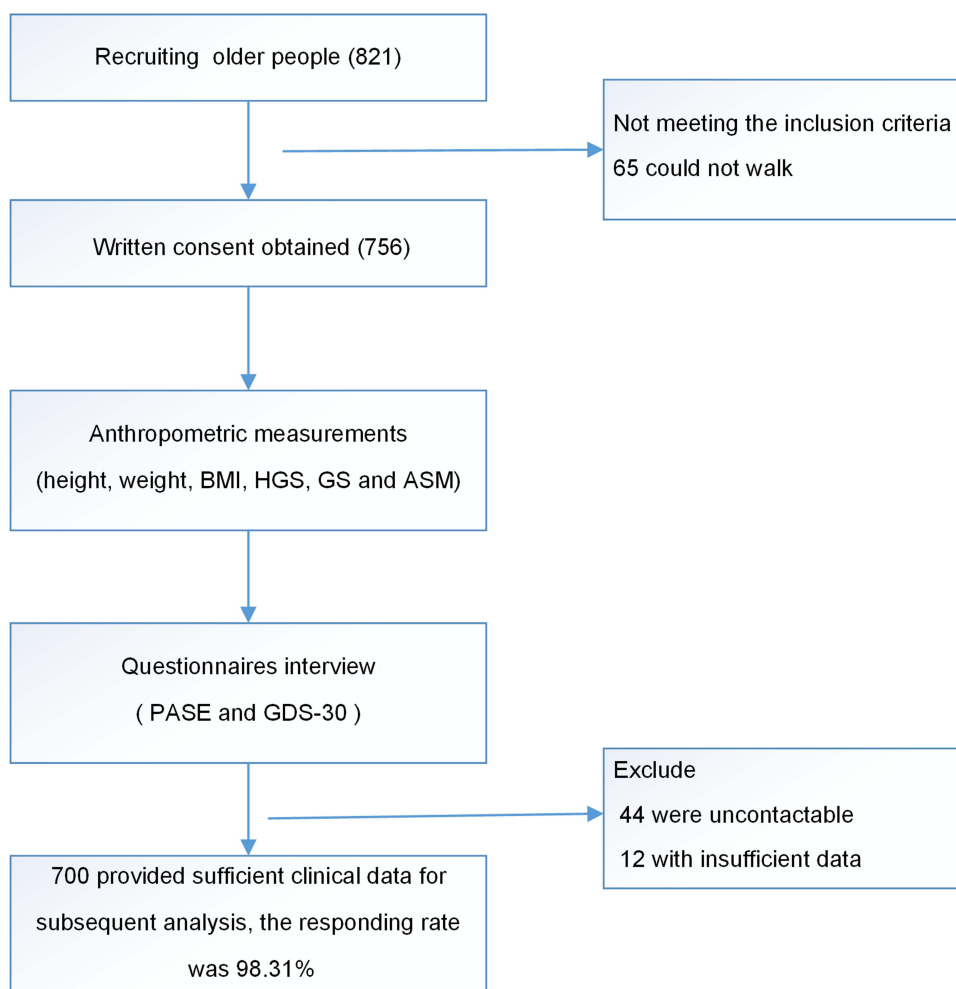 Recruiting older people (821)
Not meeting the inclusion criteria
65 could not walk
Written consent obtained (756)
Anthropometric measurements
(height, weight, BMI, HGS, GS and ASM)
Questionnaires interview
( PASE and GDS-30 )
Exclude
44 were uncontactable
12 with insufficient data
700 provided sufficient clinical data for
subsequent analysis, the responding rate
was 98.31%